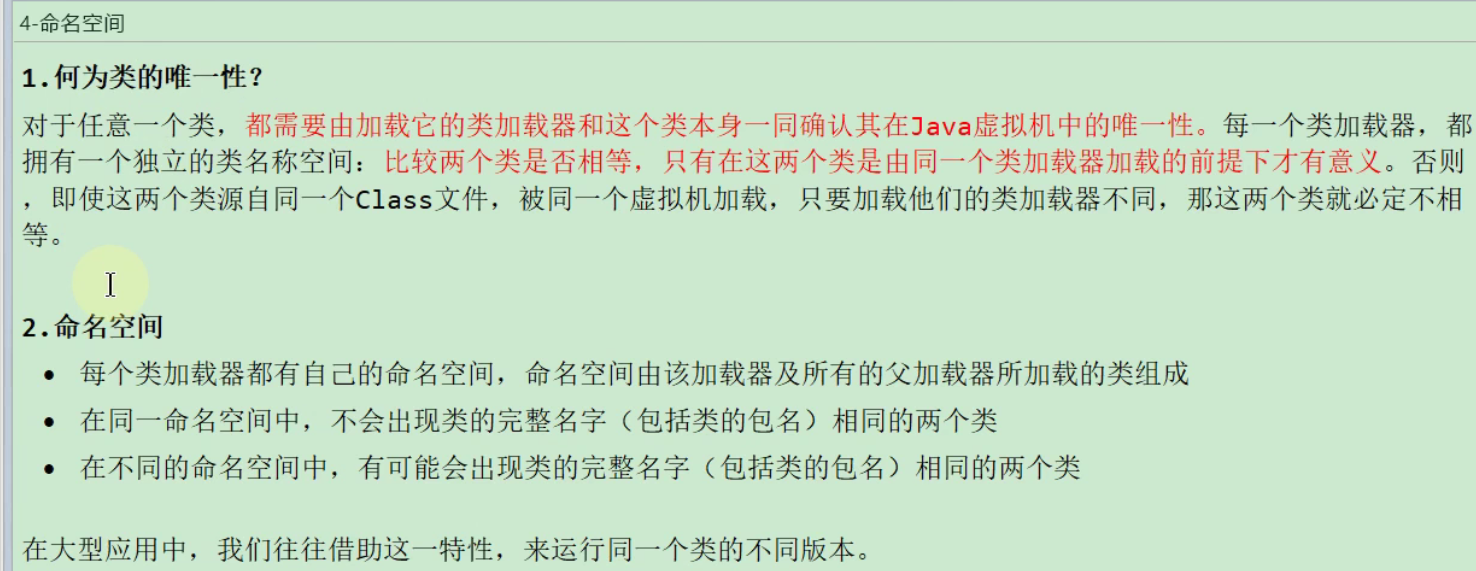 4-命名空间
1.何为类的唯一性？
对于任意一个类，都需要由加载它的类加载器和这个类本身一同确认其在Java虚拟机中的唯一性。每一个类加载器，都
拥有一个独立的类名称空间：比较两个类是否相等，只有在这两个类是由同一个类加载器加载的前提下才有意义。否则
，即使这两个类源自同一个Class文件，被同一个虚拟机加载，只要加载他们的类加载器不同，那这两个类就必定不相
等。
2.命名空间
• 每个类加载器都有自己的命名空间，命名空间由该加载器及所有的父加载器所加载的类组成
• 在同一命名空间中，不会出现类的完整名字（包括类的包名）相同的两个类
• 在不同的命名空间中，有可能会出现类的完整名字（包括类的包名）相同的两个类
在大型应用中，我们往往借助这一特性，来运行同一个类的不同版本。